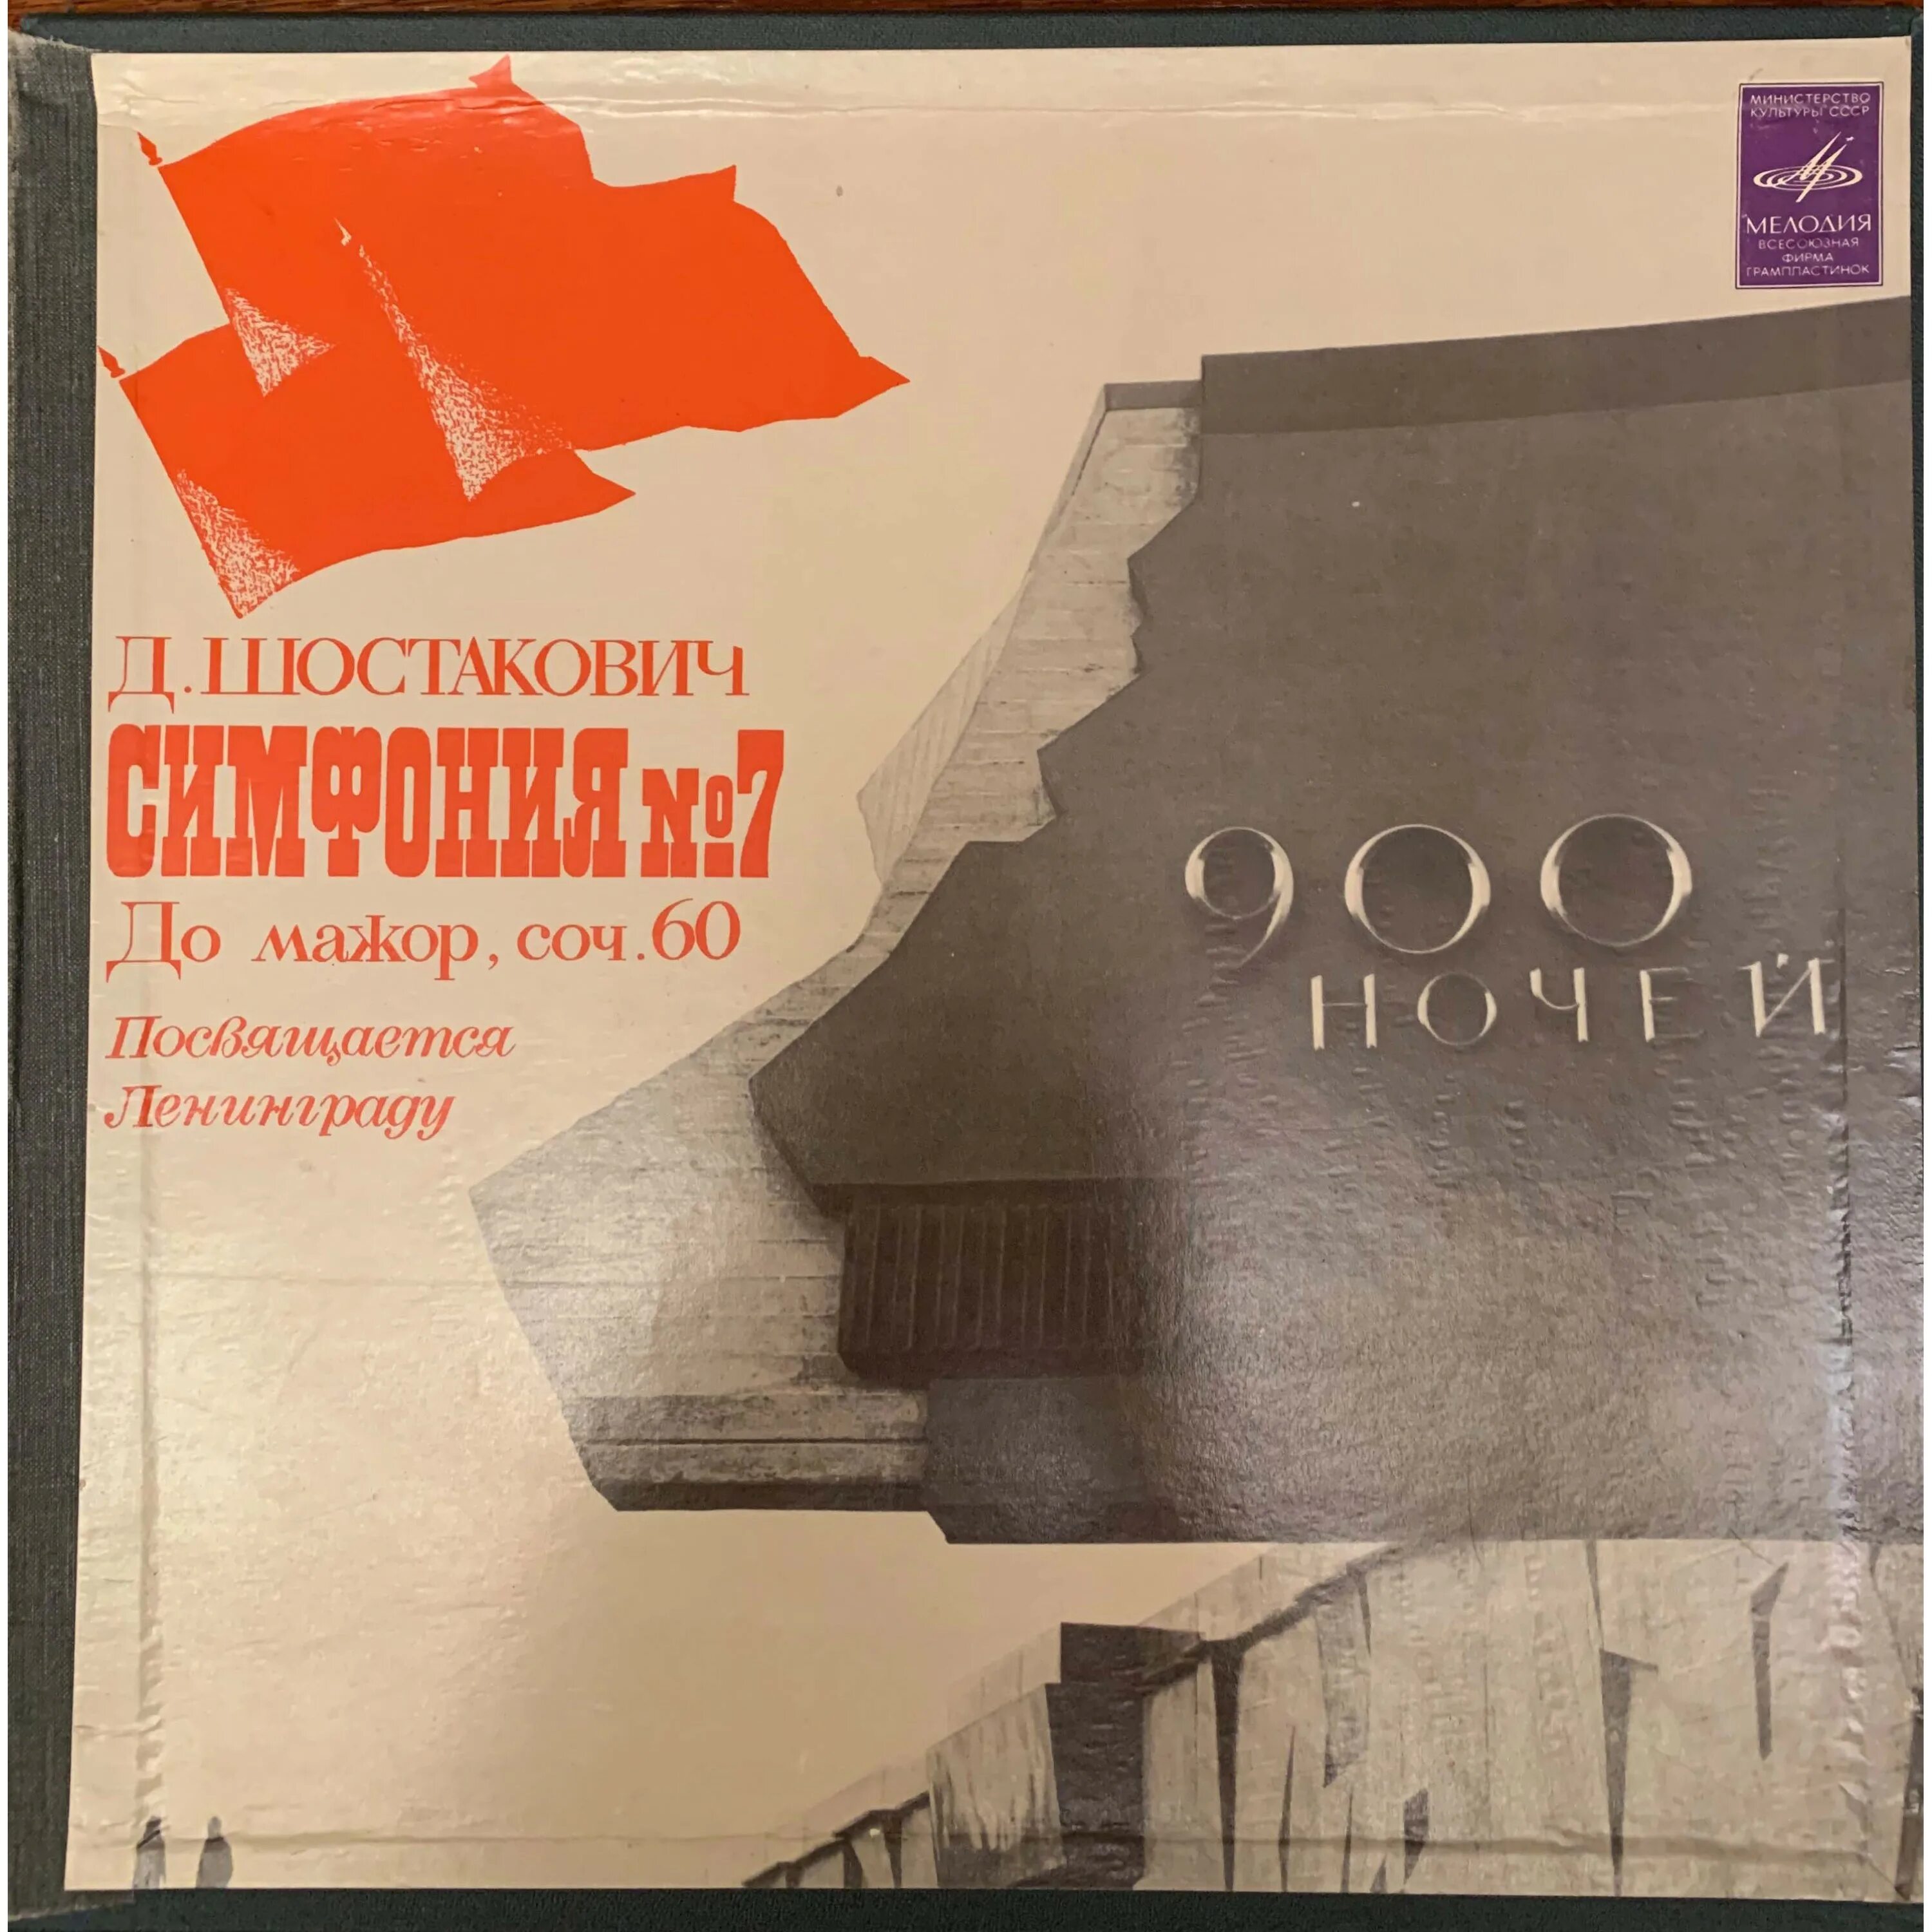 МИНИСТЕРСТВО
КУЛЬТУРЫ СССР
МЕЛОДИЯ
ВСЕСОЮЗНАЯ
ФИРМА
ГРАМПЛАСТИНОК
Д. ШОСТАКОВИЧ
СИМФОНИЯ №7
До мажор, соч. 60
Посвящается
Ленинграду
900
НОЧЕЙ